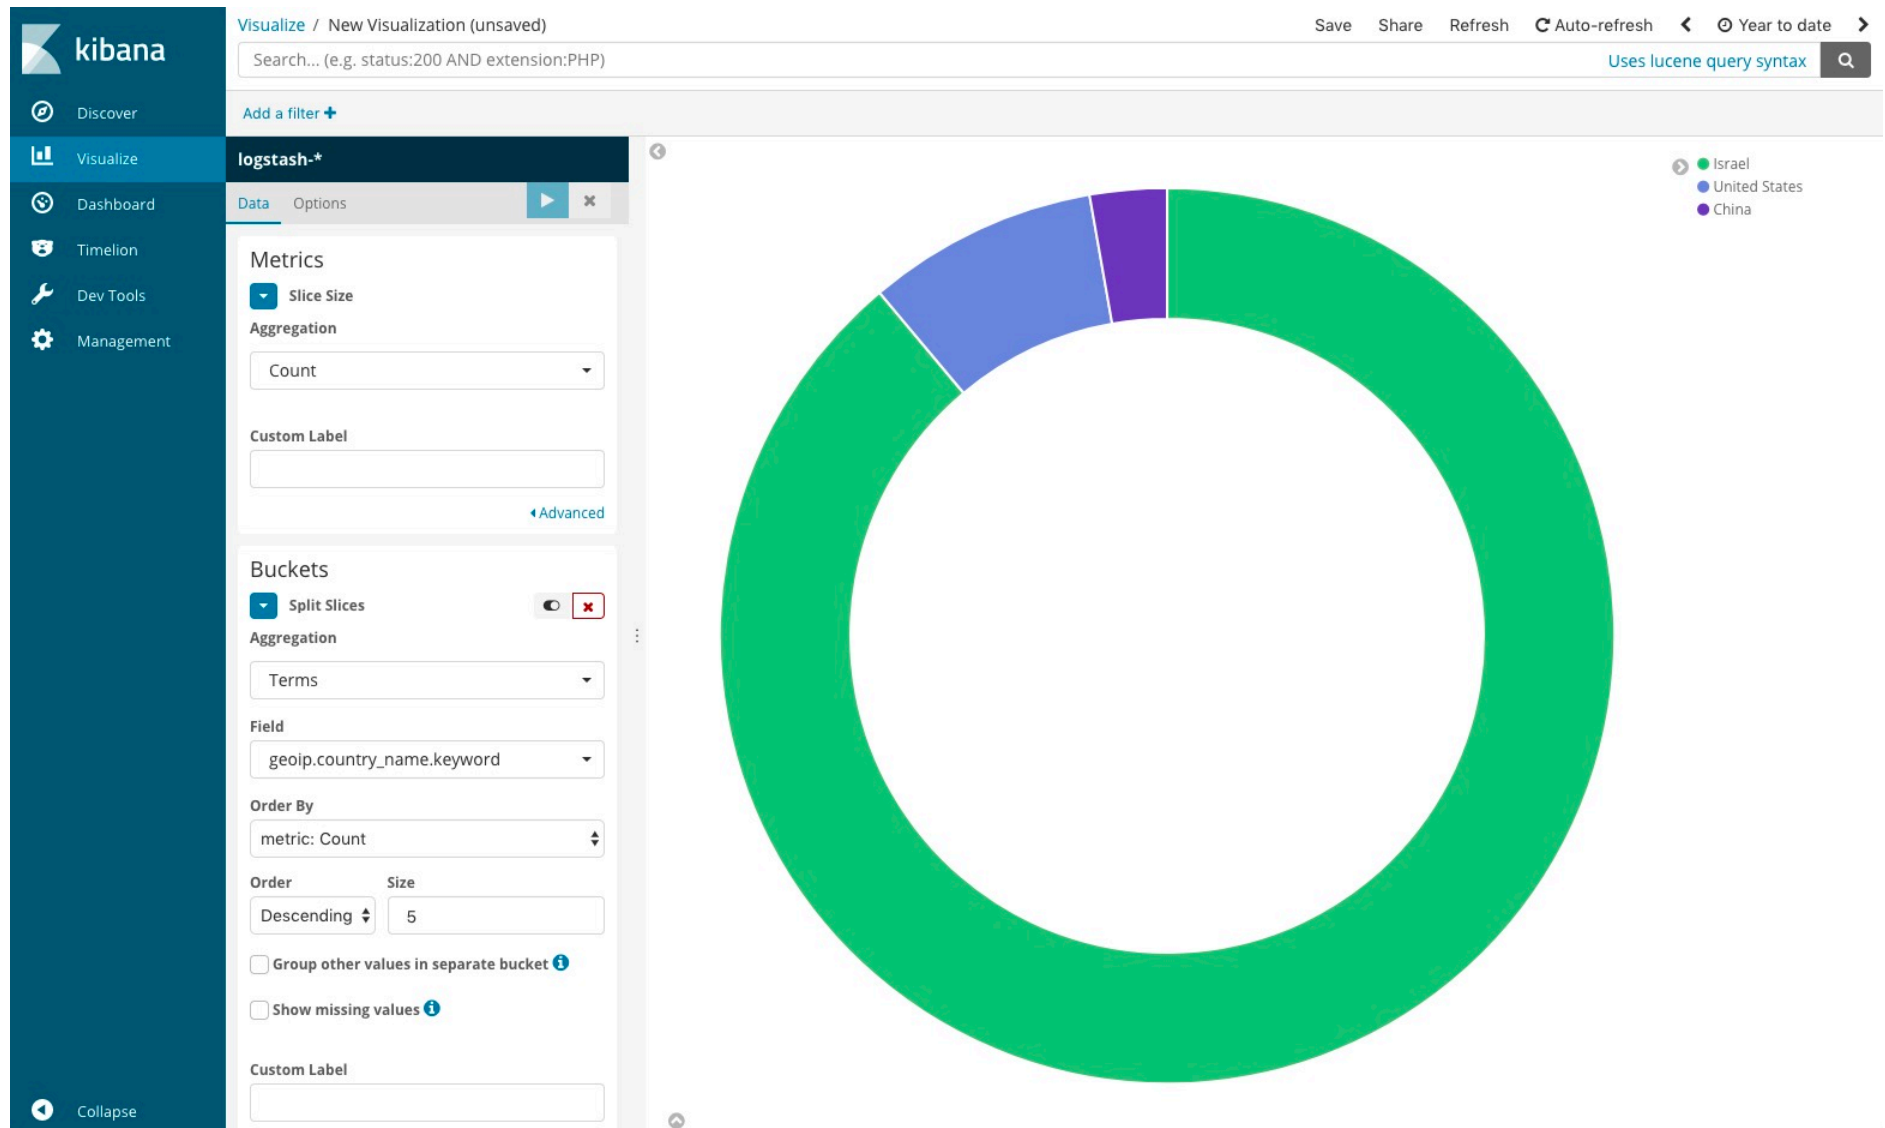 kibana
Discover
Visualize
Dashboard
Timelion
Dev Tools
Management
Collapse
Visualize / New Visualization (unsaved)
Save Share Refresh Auto-refresh Year to date
Search... (e.g. status:200 AND extension:PHP)
Uses lucene query syntax
Add a filter
logstash-*
Data Options
Metrics
Slice Size
Aggregation
Count
Custom Label
Advanced
Buckets
Split Slices
Aggregation
Terms
Field
geoip.country_name.keyword
Order By
metric: Count
Order Size
Descending 5
Group other values in separate bucket
Show missing values
Custom Label
Israel
United States
China